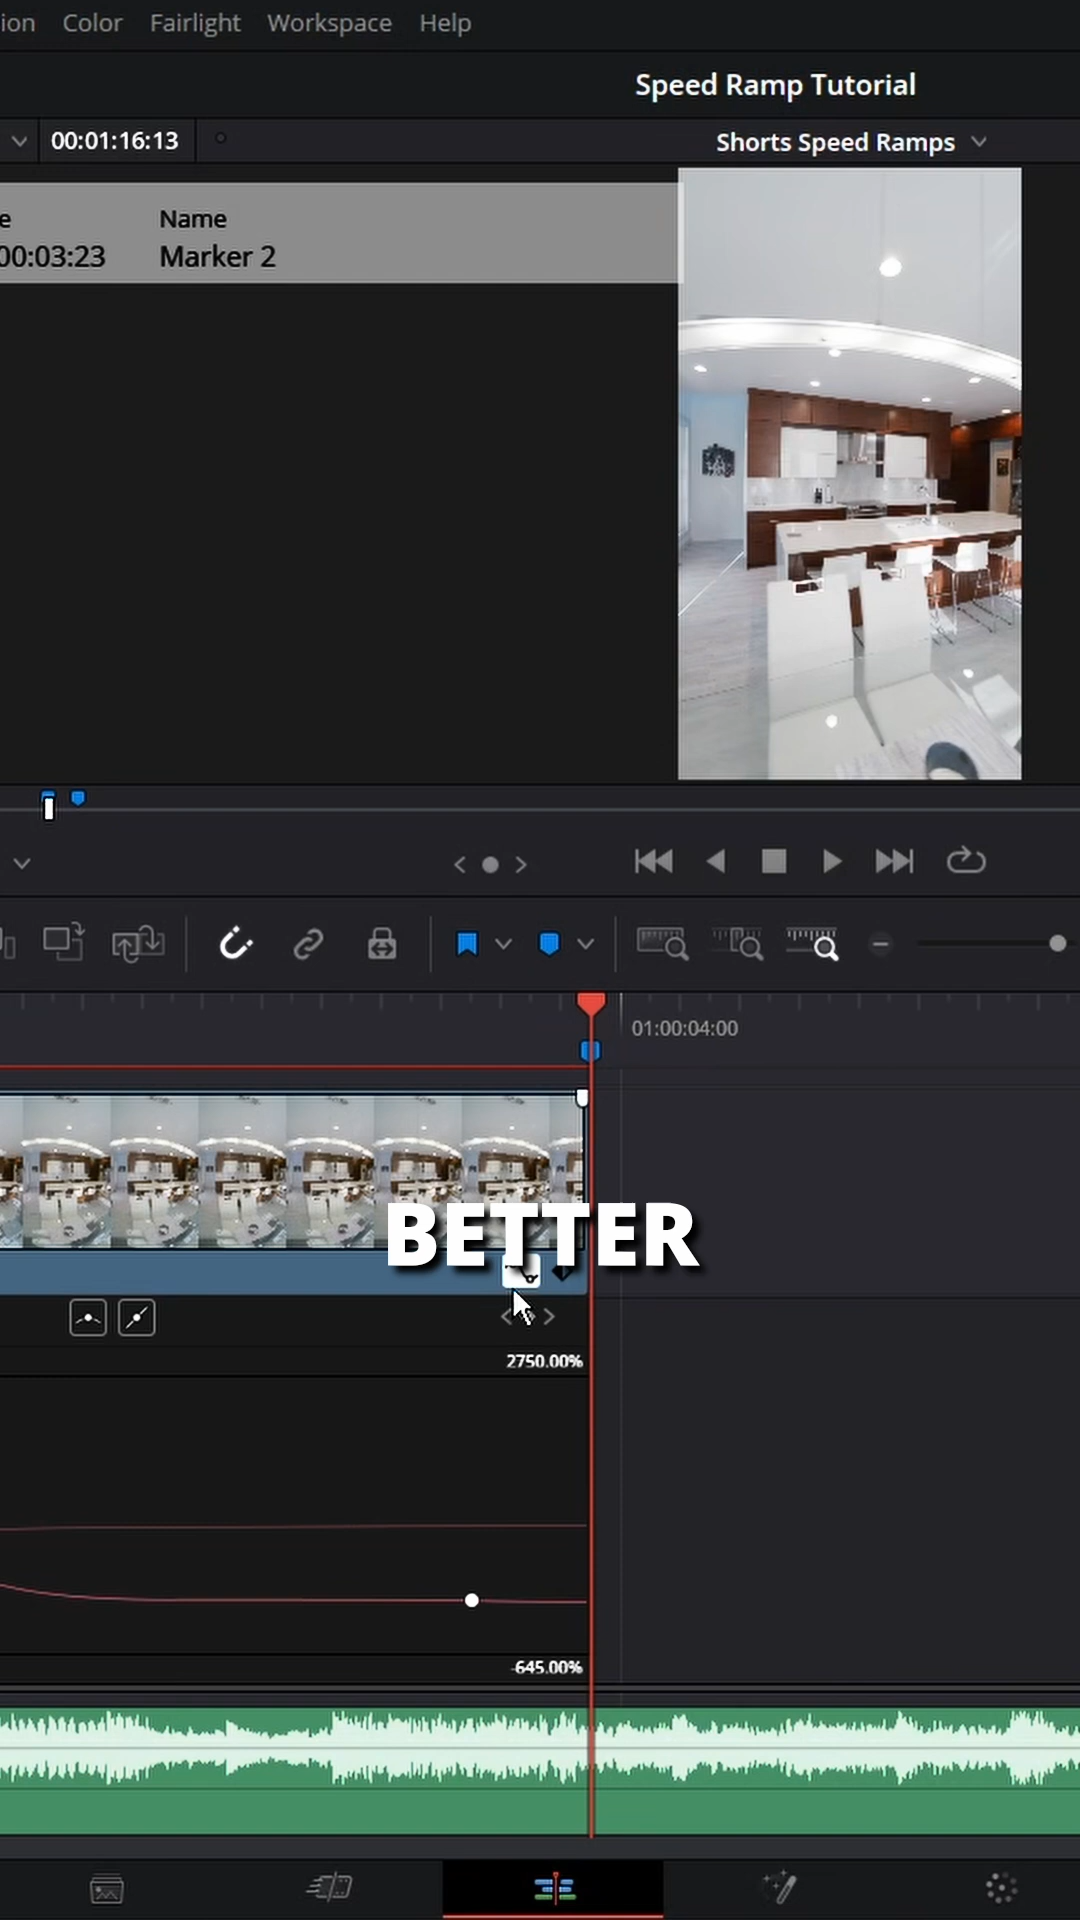 ion Color Fairlight Workspace Help
Speed Ramp Tutorial
00:01:16:13
Shorts Speed Ramps
e Name
00:03:23 Marker 2
01:00:04:00
BETTER
2750.00%
-645.00%